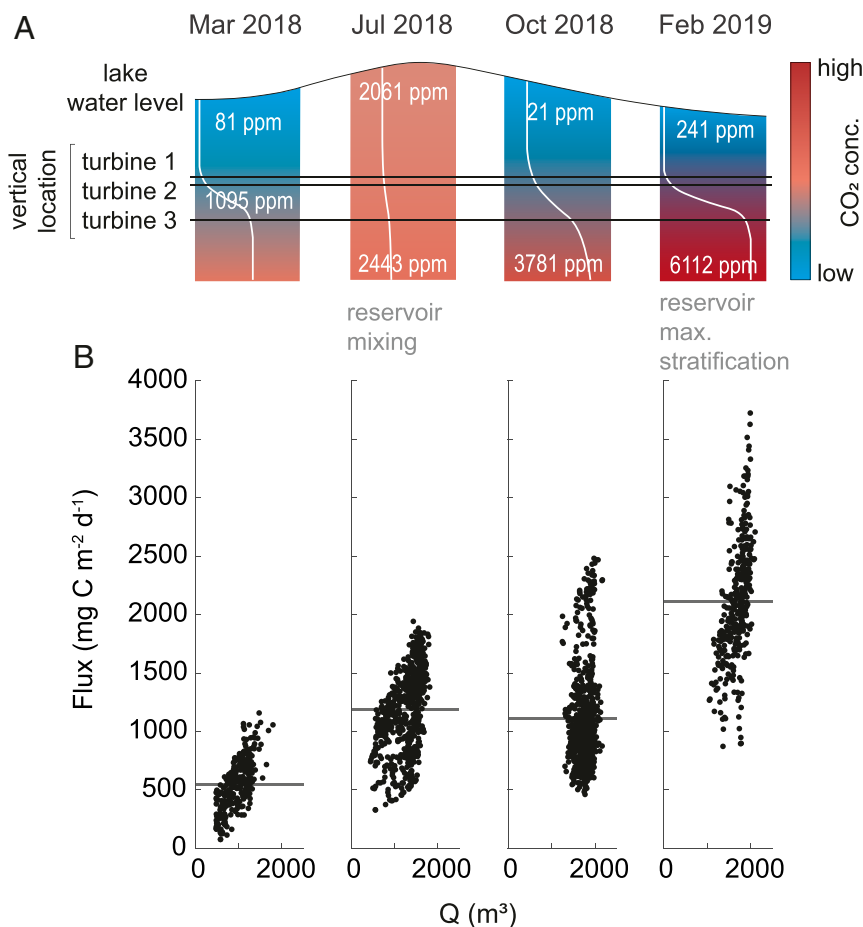 A
Mar 2018
Jul 2018
Oct 2018
Feb 2019
lake
water level
vertical
location
turbine 1
turbine 2
turbine 3
81 ppm
1095 ppm
2061 ppm
2443 ppm
21 ppm
3781 ppm
241 ppm
6112 ppm
high
CO₂ conc.
low
reservoir
mixing
reservoir
max.
stratification
B
Flux (mg C m⁻² d⁻¹)
4000
3500
3000
2500
2000
1500
1000
500
0
0 2000
0 2000
0 2000
0 2000
Q (m³)